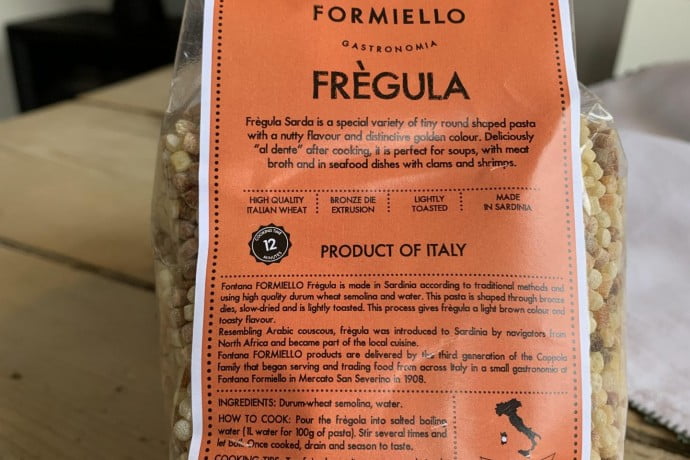 FORMIELLO
GASTRONOMIA
FRÈGULA
Frègula Sarda is a special variety of tiny round shaped pasta
with a nutty flavour and distinctive golden colour. Deliciously
"al dente" after cooking, it is perfect for soups, with meat
broth and in seafood dishes with clams and shrimps.
HIGH QUALITY
ITALIAN WHEAT
BRONZE DIE
EXTRUSION
LIGHTLY
TOASTED
MADE
IN SARDINIA
COOKING TIME
12
MINUTES
PRODUCT OF ITALY
Fontana FORMIELLO Frègula is made in Sardinia according to traditional methods and
using high quality durum wheat semolina and water. This pasta is shaped through bronze
dies, slow-dried and is lightly toasted. This process gives frègula a light brown colour and
toasty flavour.
Resembling Arabic couscous, frègula was introduced to Sardinia by navigators from
North Africa and became part of the local cuisine.
Fontana FORMIELLO products are delivered by the third generation of the Coppola
family that began serving and trading food from across Italy in a small gastronomia at
Fontana Formiello in Mercato San Severino in 1908.
INGREDIENTS: Durum-wheat semolina, water.
HOW TO COOK: Pour the frègula into salted boiling
water (1L water for 100g of pasta). Stir several times and
let boil. Once cooked, drain and season to taste.
COOKING TIPS: